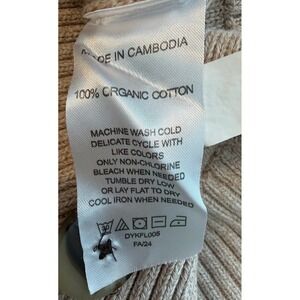 MADE IN CAMBODIA
100% ORGANIC COTTON
MACHINE WASH COLD
DELICATE CYCLE WITH
LIKE COLORS
ONLY NON-CHLORINE
BLEACH WHEN NEEDED
TUMBLE DRY LOW
OR LAY FLAT TO DRY
COOL IRON WHEN NEEDED
DYKFL005
FA/24